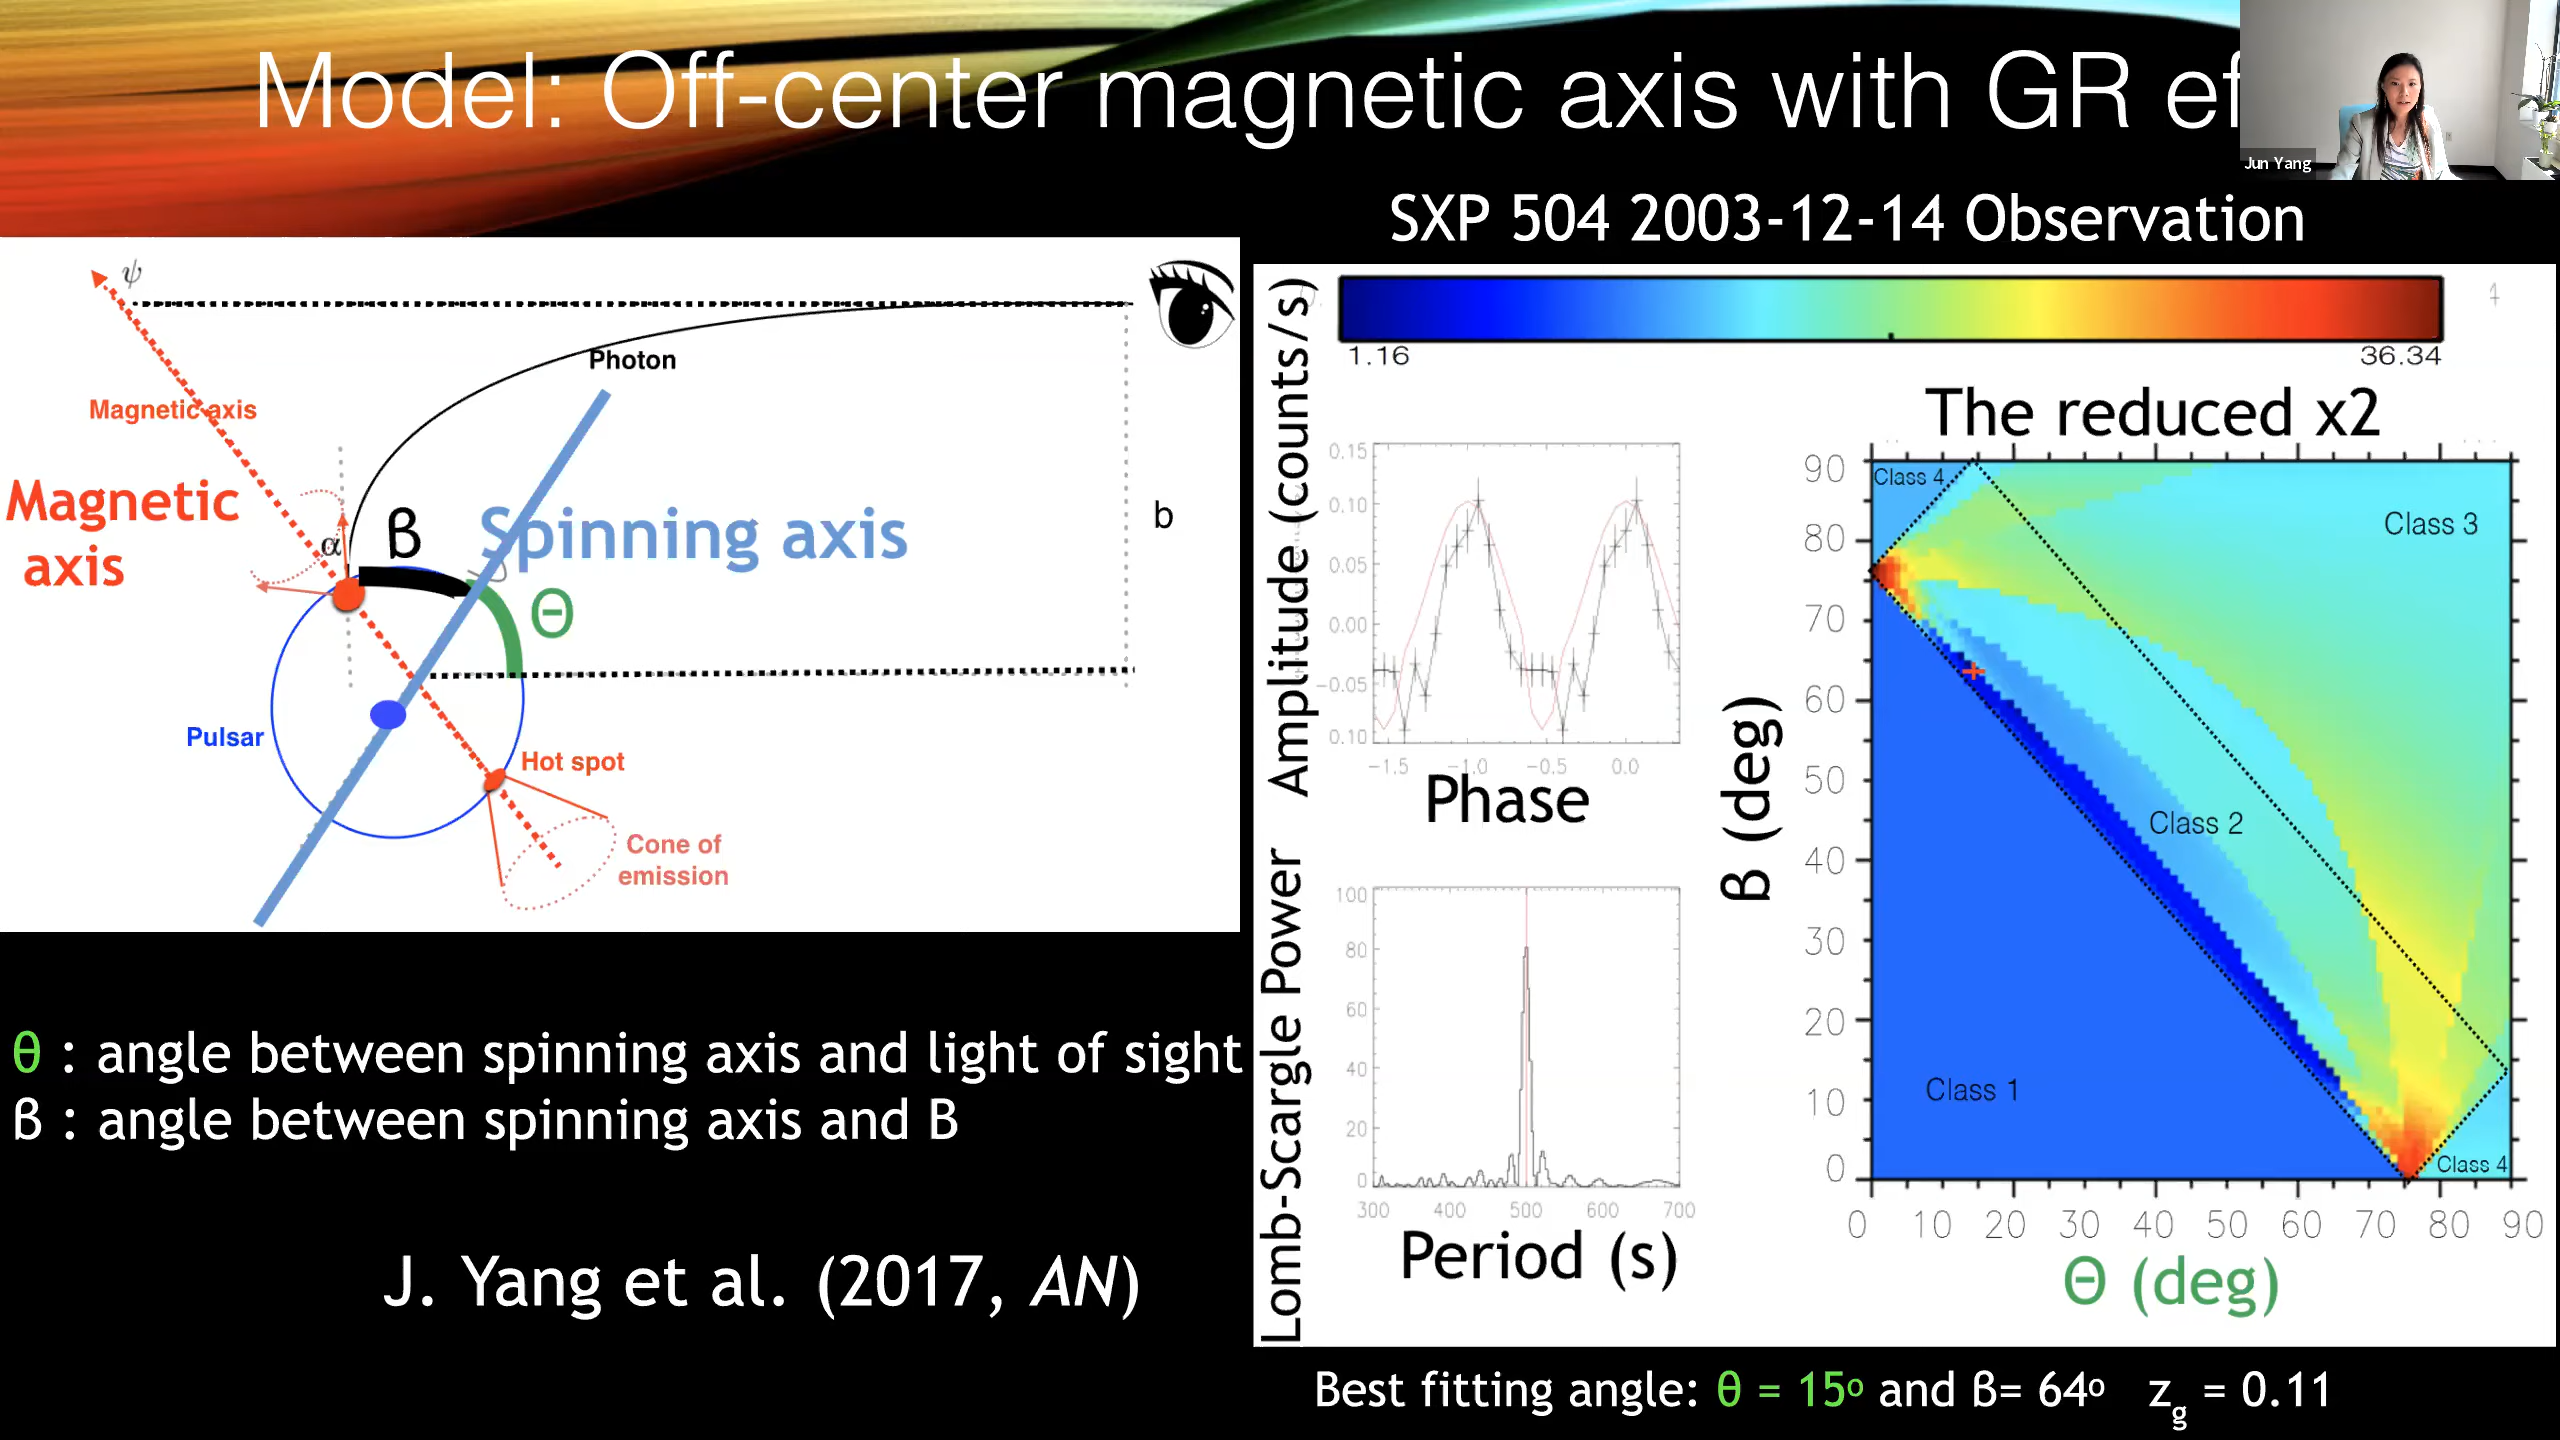 Model: Off-center magnetic axis with GR ef
Jun Yang
SXP 504 2003-12-14 Observation
ψ
Photon
Magnetic axis
Magnetic
axis
α
β
Spinning axis
Θ
b
Pulsar
Hot spot
Cone of
emission
θ : angle between spinning axis and light of sight
ß : angle between spinning axis and B
J. Yang et al. (2017, AN)
4
1.16
36.34
Amplitude (counts/s)
0.15
0.10
0.05
0.00
−0.05
0.10
−1.5 −1.0 −0.5 0.0
Phase
Lomb-Scargle Power
100
80
60
40
20
0
300 400 500 600 700
Period (s)
The reduced x2
ß (deg)
90
80
70
60
50
40
30
20
10
0
Class 4
Class 3
Class 2
Class 1
Class 4
0 10 20 30 40 50 60 70 80 90
Θ (deg)
Best fitting angle: θ = 15º and ß= 64º zg = 0.11